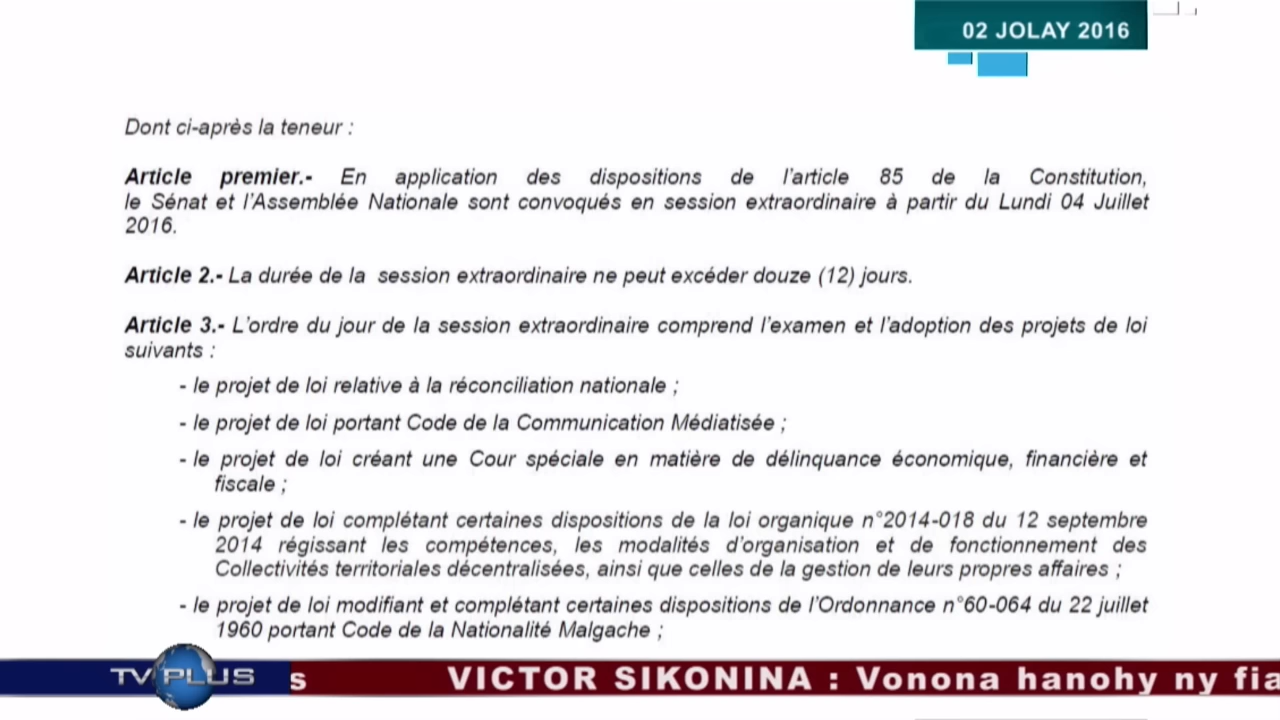 02 JOLAY 2016
Dont ci-après la teneur :
Article premier.- En application des dispositions de l'article 85 de la Constitution,
le Sénat et l'Assemblée Nationale sont convoqués en session extraordinaire à partir du Lundi 04 Juillet
2016.
Article 2.- La durée de la session extraordinaire ne peut excéder douze (12) jours.
Article 3.- L'ordre du jour de la session extraordinaire comprend l'examen et l'adoption des projets de loi
suivants :
- le projet de loi relative à la réconciliation nationale ;
- le projet de loi portant Code de la Communication Médiatisée ;
- le projet de loi créant une Cour spéciale en matière de délinquance économique, financière et
fiscale ;
- le projet de loi complétant certaines dispositions de la loi organique n°2014-018 du 12 septembre
2014 régissant les compétences, les modalités d'organisation et de fonctionnement des
Collectivités territoriales décentralisées, ainsi que celles de la gestion de leurs propres affaires ;
- le projet de loi modifiant et complétant certaines dispositions de l'Ordonnance n°60-064 du 22 juillet
1960 portant Code de la Nationalité Malgache ;
TV PLUS s VICTOR SIKONINA : Vonona hanohy ny fia